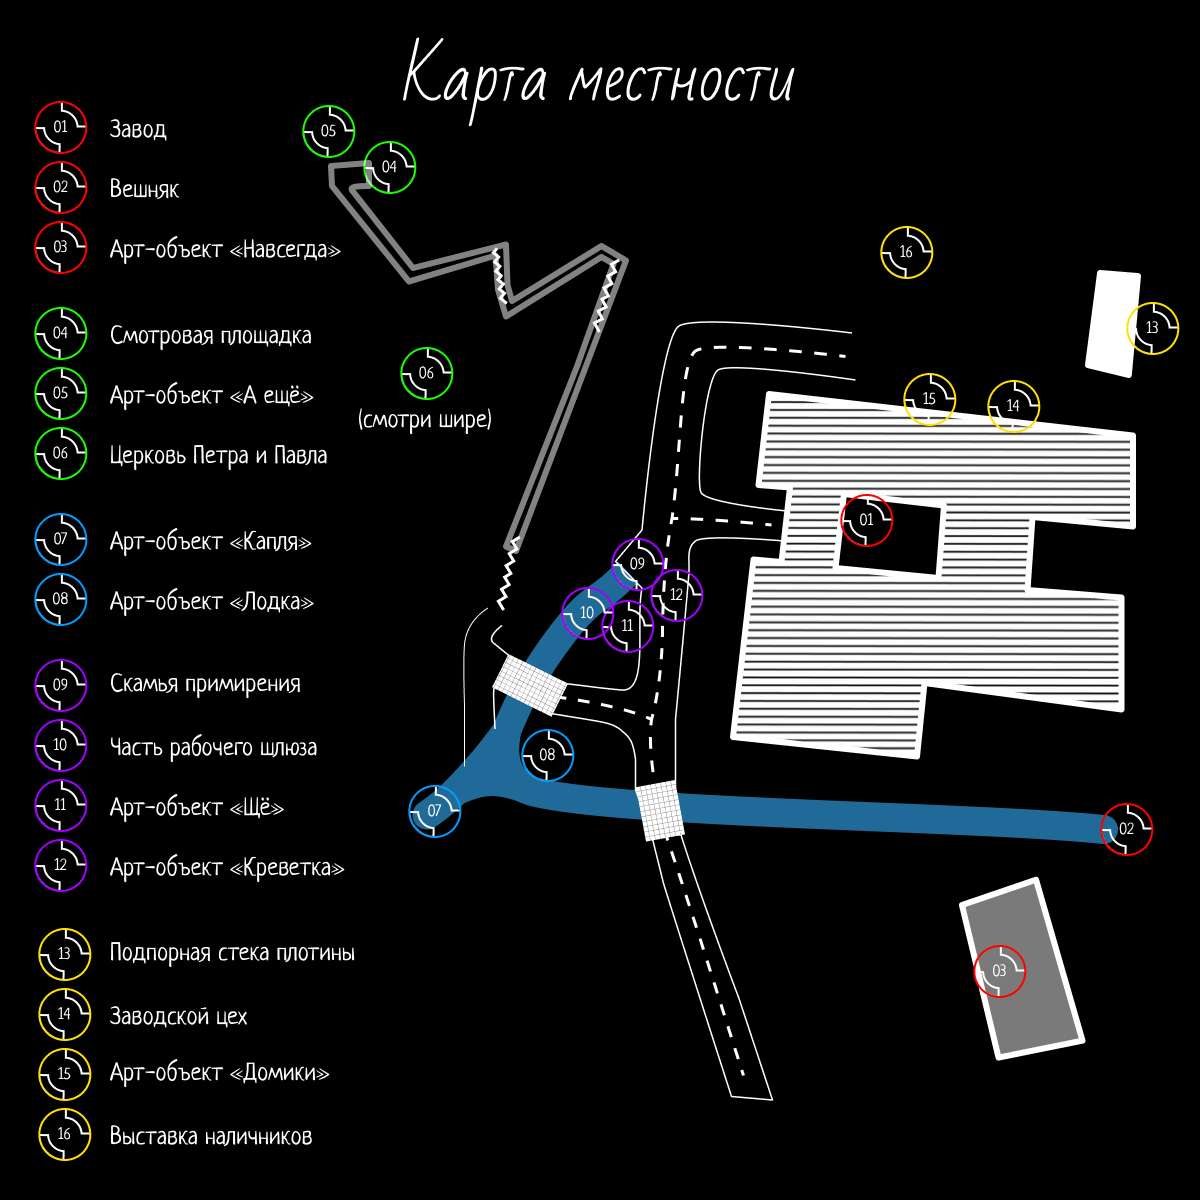 Карта местности
01 Завод
02 Вешняк
03 Арт-объект «Навсегда»
04 Смотровая площадка
05 Арт-объект «А ещё»
06 Церковь Петра и Павла
07 Арт-объект «Капля»
08 Арт-объект «Лодка»
09 Скамья примирения
10 Часть рабочего шлюза
11 Арт-объект «Щё»
12 Арт-объект «Креветка»
13 Подпорная стека плотины
14 Заводской цех
15 Арт-объект «Домики»
16 Выставка наличников
05
04
16
13
06
(смотри шире)
15
14
01
09
12
10
11
08
07
02
03